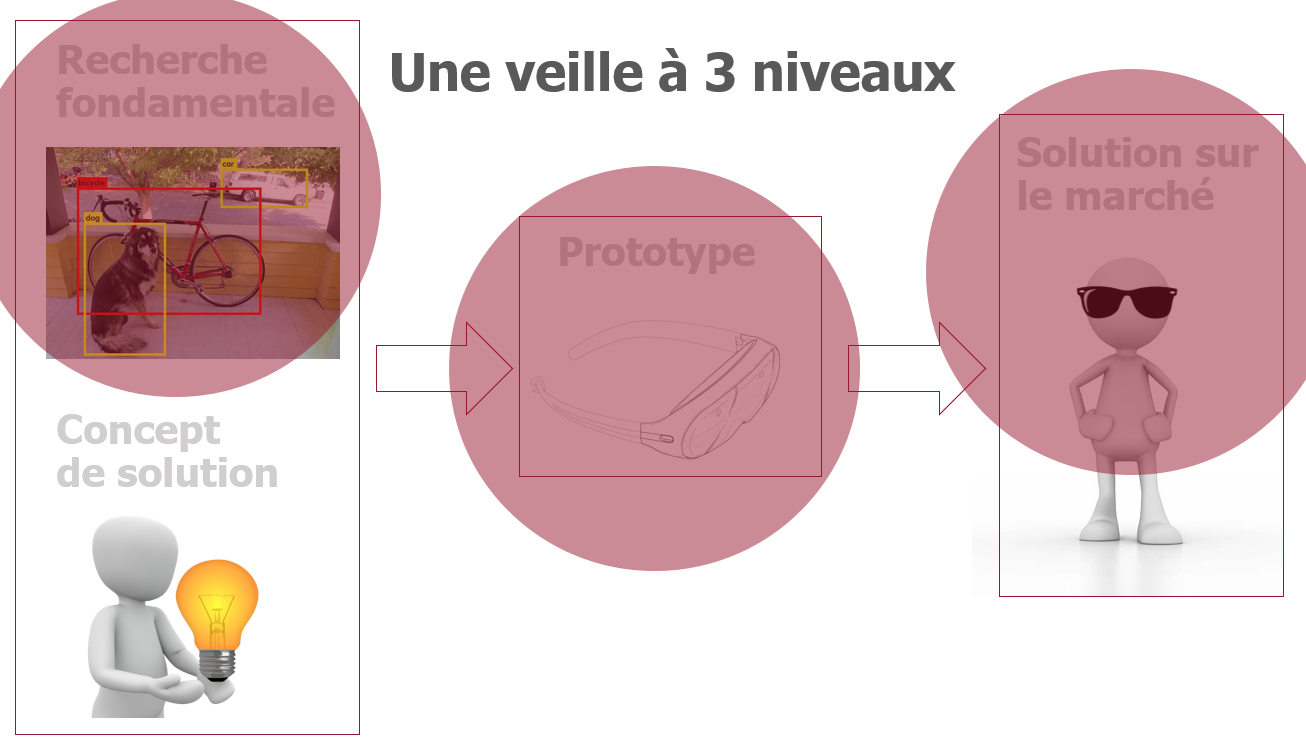 Une veille à 3 niveaux
Recherche
fondamentale
car
bicycle
dog
Concept
de solution
Prototype
Solution sur
le marché